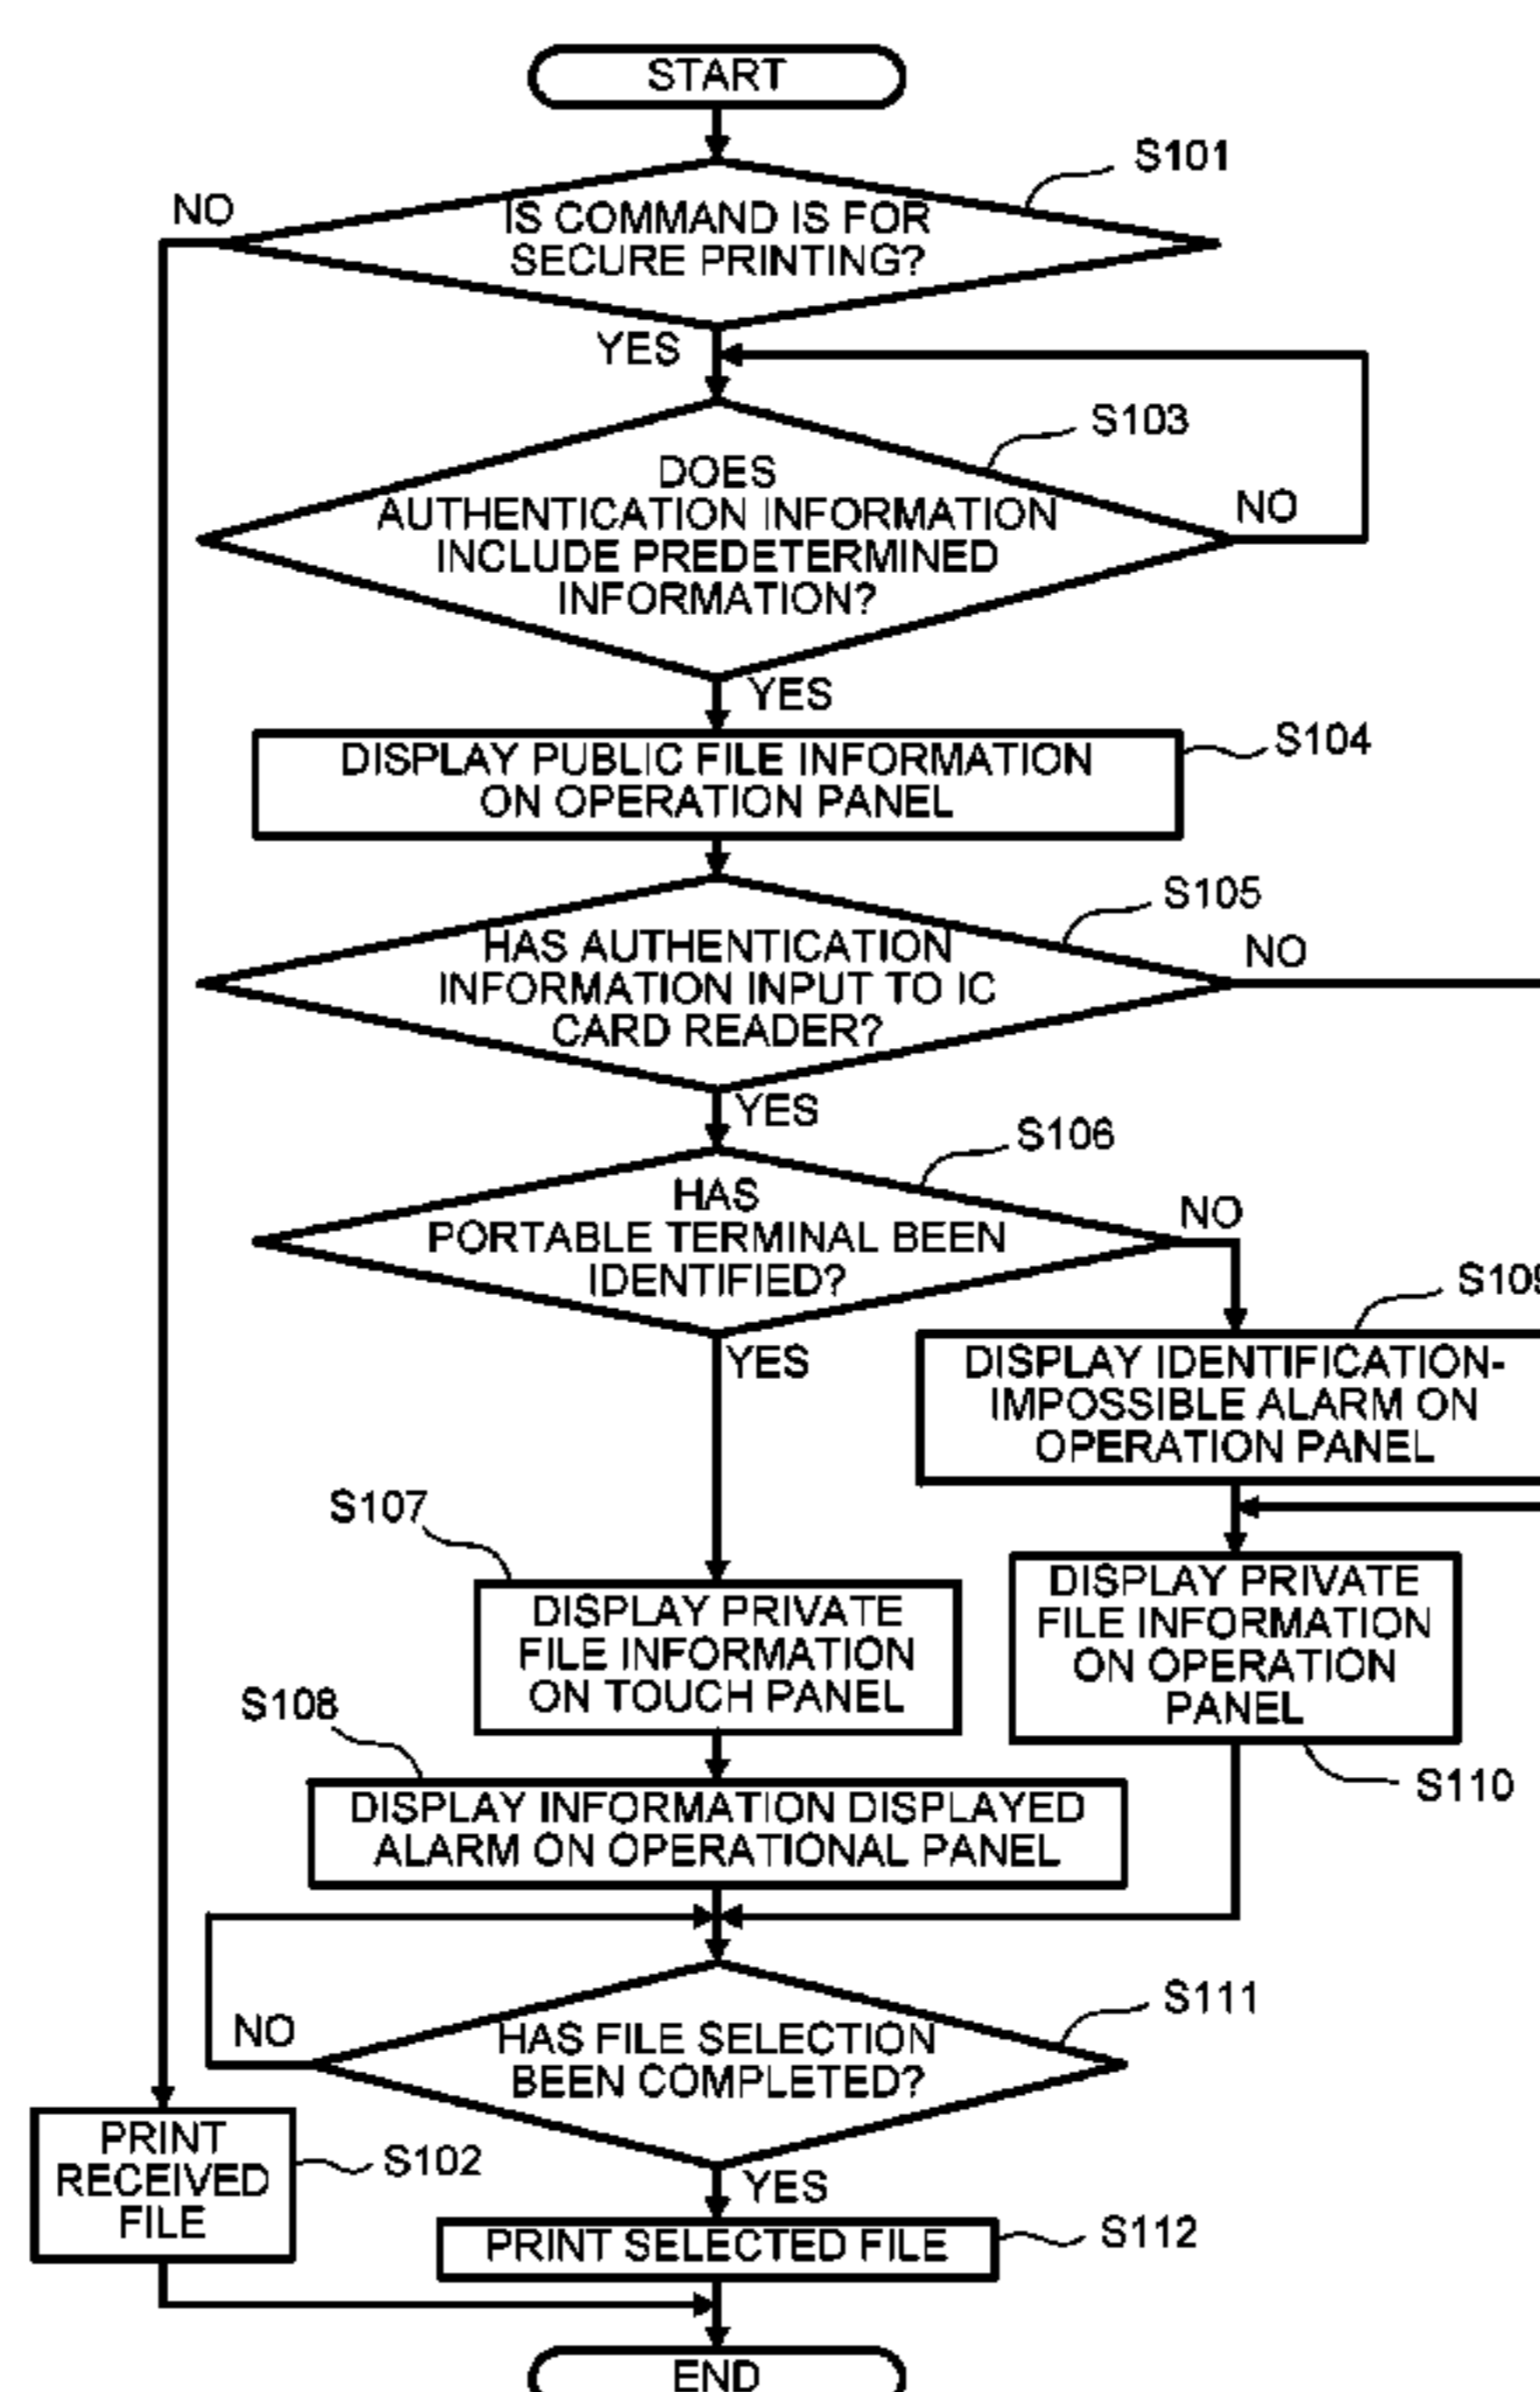 START
S101
NO
IS COMMAND IS FOR
SECURE PRINTING?
YES
S103
DOES
AUTHENTICATION INFORMATION
INCLUDE PREDETERMINED
INFORMATION?
NO
YES
DISPLAY PUBLIC FILE INFORMATION
ON OPERATION PANEL
S104
S105
HAS AUTHENTICATION
INFORMATION INPUT TO IC
CARD READER?
NO
YES
S106
HAS
PORTABLE TERMINAL BEEN
IDENTIFIED?
NO
YES
S109
DISPLAY IDENTIFICATION-
IMPOSSIBLE ALARM ON
OPERATION PANEL
S107
DISPLAY PRIVATE
FILE INFORMATION
ON TOUCH PANEL
DISPLAY PRIVATE
FILE INFORMATION
ON OPERATION
PANEL
S110
S108
DISPLAY INFORMATION DISPLAYED
ALARM ON OPERATIONAL PANEL
S111
NO
HAS FILE SELECTION
BEEN COMPLETED?
YES
PRINT
RECEIVED
FILE
S102
PRINT SELECTED FILE
S112
END